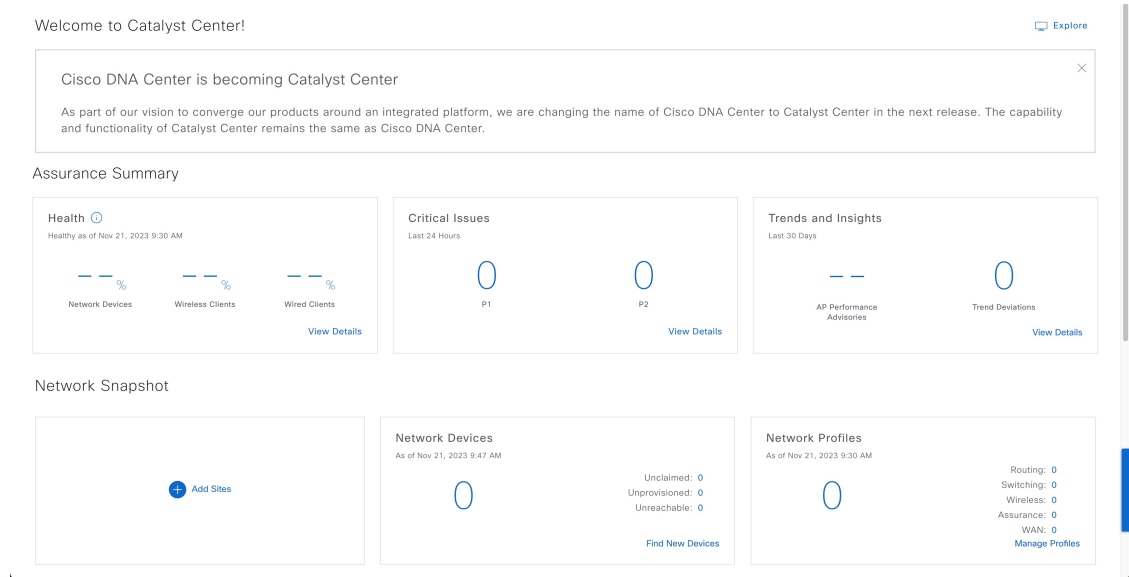 Welcome to Catalyst Center!
Explore
Cisco DNA Center is becoming Catalyst Center
As part of our vision to converge our products around an integrated platform, we are changing the name of Cisco DNA Center to Catalyst Center in the next release. The capability
and functionality of Catalyst Center remains the same as Cisco DNA Center.
Assurance Summary
Health
Healthy as of Nov 21, 2023 9:30 AM
– – %
Network Devices
– – %
Wireless Clients
– – %
Wired Clients
View Details
Critical Issues
Last 24 Hours
0
P1
0
P2
View Details
Trends and Insights
Last 30 Days
– –
AP Performance
Advisories
0
Trend Deviations
View Details
Network Snapshot
Add Sites
Network Devices
As of Nov 21, 2023 9:47 AM
0
Unclaimed: 0
Unprovisioned: 0
Unreachable: 0
Find New Devices
Network Profiles
As of Nov 21, 2023 9:30 AM
0
Routing: 0
Switching: 0
Wireless: 0
Assurance: 0
WAN: 0
Manage Profiles